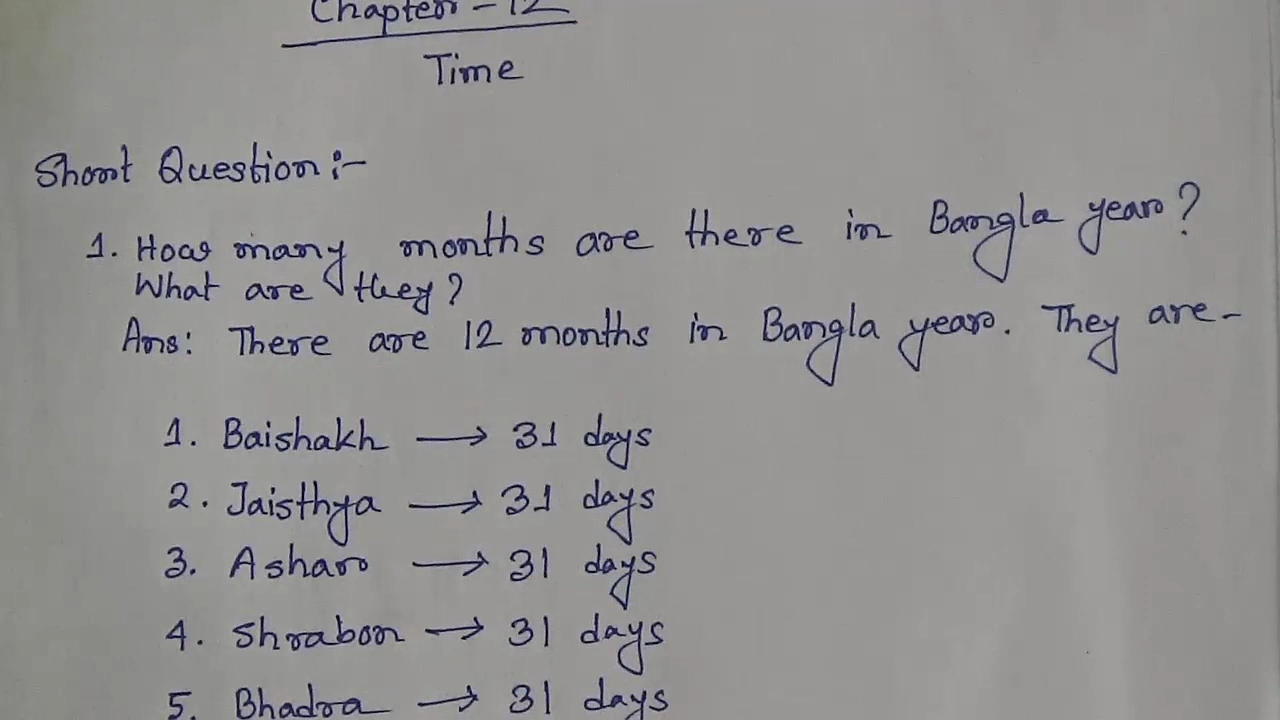 Chapter - 12
Time
Short Question :-
1. How many months are there in Bangla year?
What are they?
Ans: There are 12 months in Bangla year. They are -
1. Baishakh → 31 days
2. Jaisthya → 31 days
3. Ashar → 31 days
4. Shrabon → 31 days
5. Bhadra → 31 days